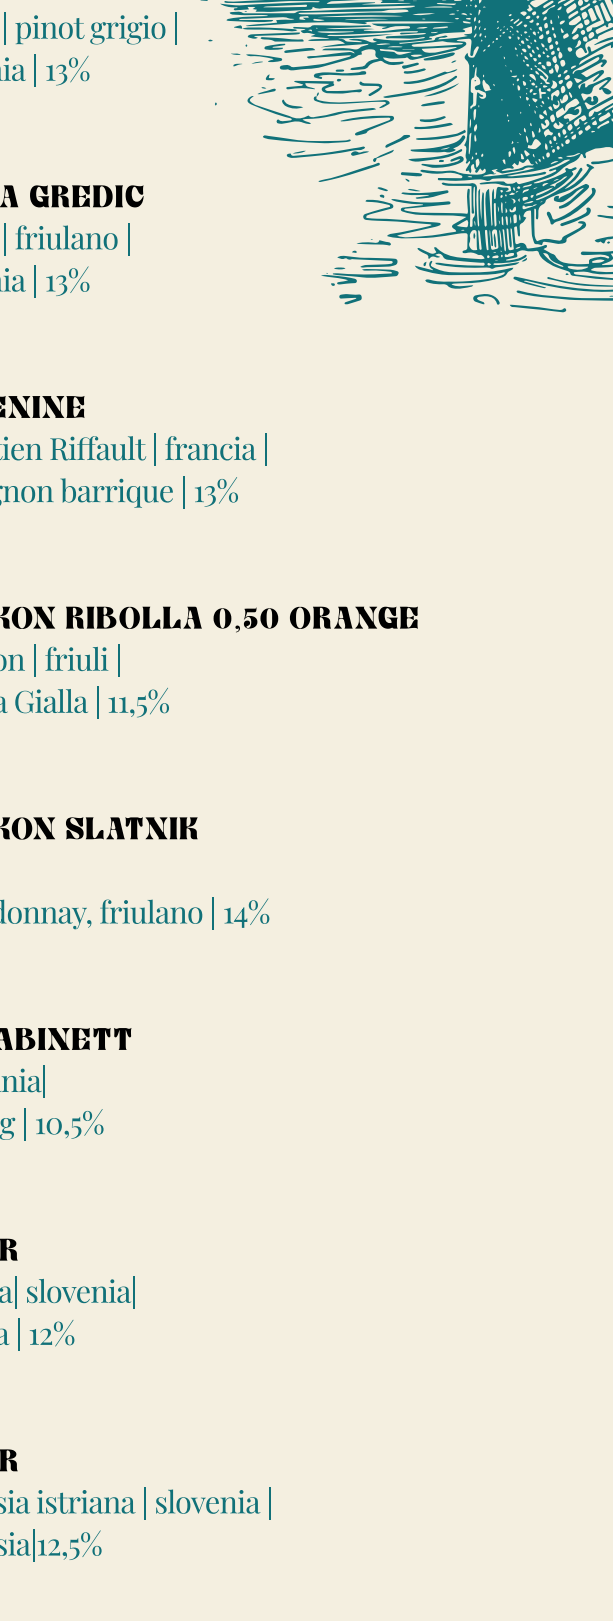 | pinot grigio |
ia | 13%
A GREDIC
| friulano |
ia | 13%
ENINE
tien Riffault | francia |
gnon barrique | 13%
KON RIBOLLA 0,50 ORANGE
on | friuli |
a Gialla | 11,5%
KON SLATNIK
donnay, friulano | 14%
ABINETT
nia|
g | 10,5%
R
a| slovenia|
a | 12%
R
sia istriana | slovenia |
sia|12,5%